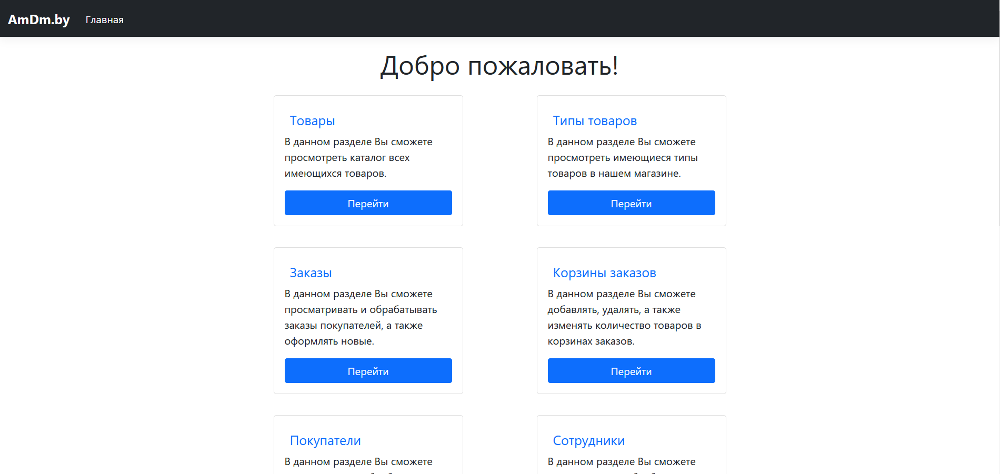 AmDm.by Главная
Добро пожаловать!
Товары
В данном разделе Вы сможете
просмотреть каталог всех
имеющихся товаров.
Перейти
Типы товаров
В данном разделе Вы сможете
просмотреть имеющиеся типы
товаров в нашем магазине.
Перейти
Заказы
В данном разделе Вы сможете
просматривать и обрабатывать
заказы покупателей, а также
оформлять новые.
Перейти
Корзины заказов
В данном разделе Вы сможете
добавлять, удалять, а также
изменять количество товаров в
корзинах заказов.
Перейти
Покупатели
В данном разделе Вы сможете
Сотрудники
В данном разделе Вы сможете